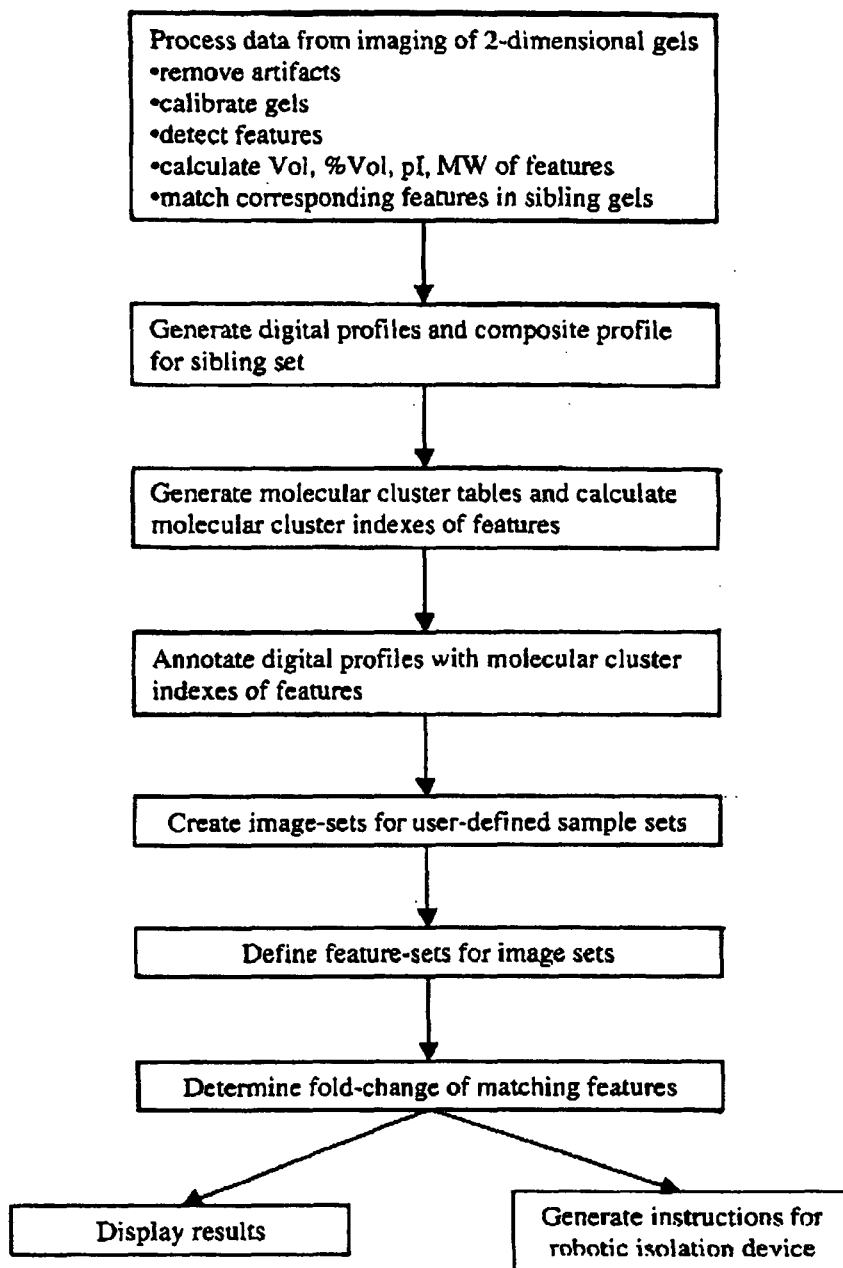 Process data from imaging of 2-dimensional gels
•remove artifacts
•calibrate gels
•detect features
•calculate Vol, %Vol, pI, MW of features
•match corresponding features in sibling gels
Generate digital profiles and composite profile
for sibling set
Generate molecular cluster tables and calculate
molecular cluster indexes of features
Annotate digital profiles with molecular cluster
indexes of features
Create image-sets for user-defined sample sets
Define feature-sets for image sets
Determine fold-change of matching features
Display results
Generate instructions for
robotic isolation device